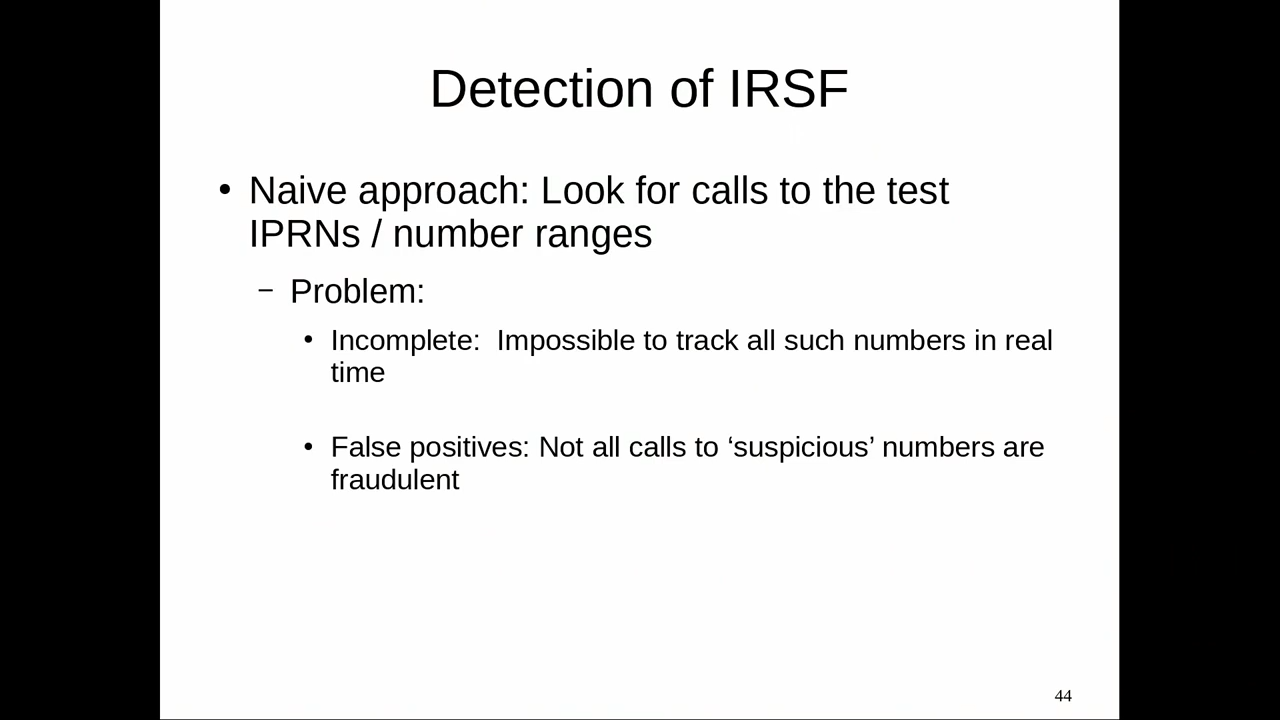 Detection of IRSF
• Naive approach: Look for calls to the test
IPRNs / number ranges
– Problem:
• Incomplete:  Impossible to track all such numbers in real
time
• False positives: Not all calls to ‘suspicious’ numbers are
fraudulent
44